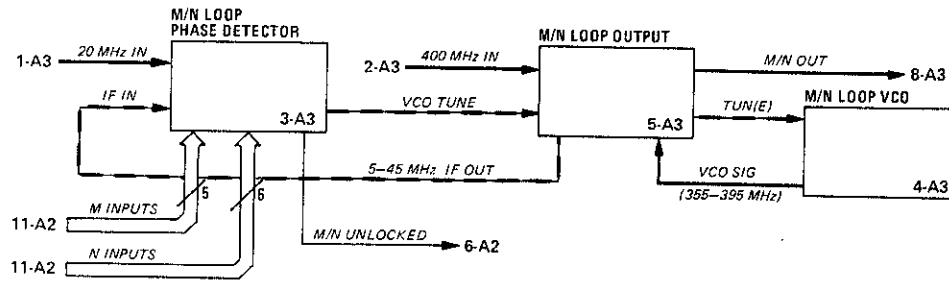 M/N LOOP
PHASE DETECTOR
1-A3
20 MHz IN
IF IN
3-A3
VCO TUNE
M/N LOOP OUTPUT
2-A3
400 MHz IN
5-A3
M/N OUT
8-A3
M/N LOOP VCO
TUN(E)
4-A3
VCO SIG
(355–395 MHz)
5–45 MHz IF OUT
5
6
11-A2
M INPUTS
M/N UNLOCKED
6-A2
11-A2
N INPUTS